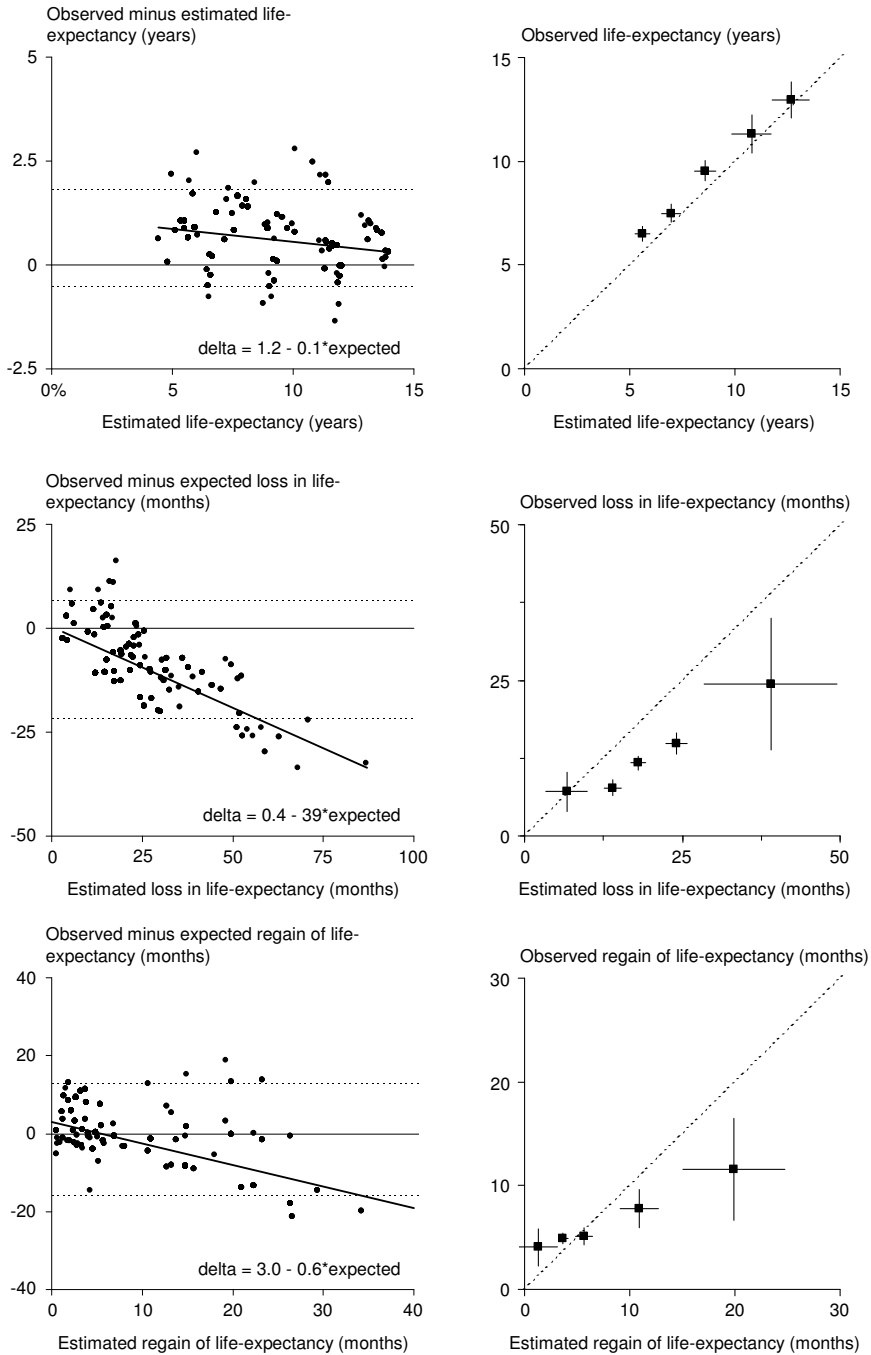 Observed minus estimated life-
expectancy (years)
5
2.5
0
-2.5
0%
5
10
15
delta = 1.2 - 0.1*expected
Estimated life-expectancy (years)
Observed life-expectancy (years)
15
10
5
0
0
5
10
15
Estimated life-expectancy (years)
Observed minus expected loss in life-
expectancy (months)
25
0
-25
-50
0
25
50
75
100
delta = 0.4 - 39*expected
Estimated loss in life-expectancy (months)
Observed loss in life-expectancy (months)
50
25
0
0
25
50
Estimated loss in life-expectancy (months)
Observed minus expected regain of life-
expectancy (months)
40
20
0
-20
-40
0
10
20
30
40
delta = 3.0 - 0.6*expected
Estimated regain of life-expectancy (months)
Observed regain of life-expectancy (months)
30
20
10
0
0
10
20
30
Estimated regain of life-expectancy (months)